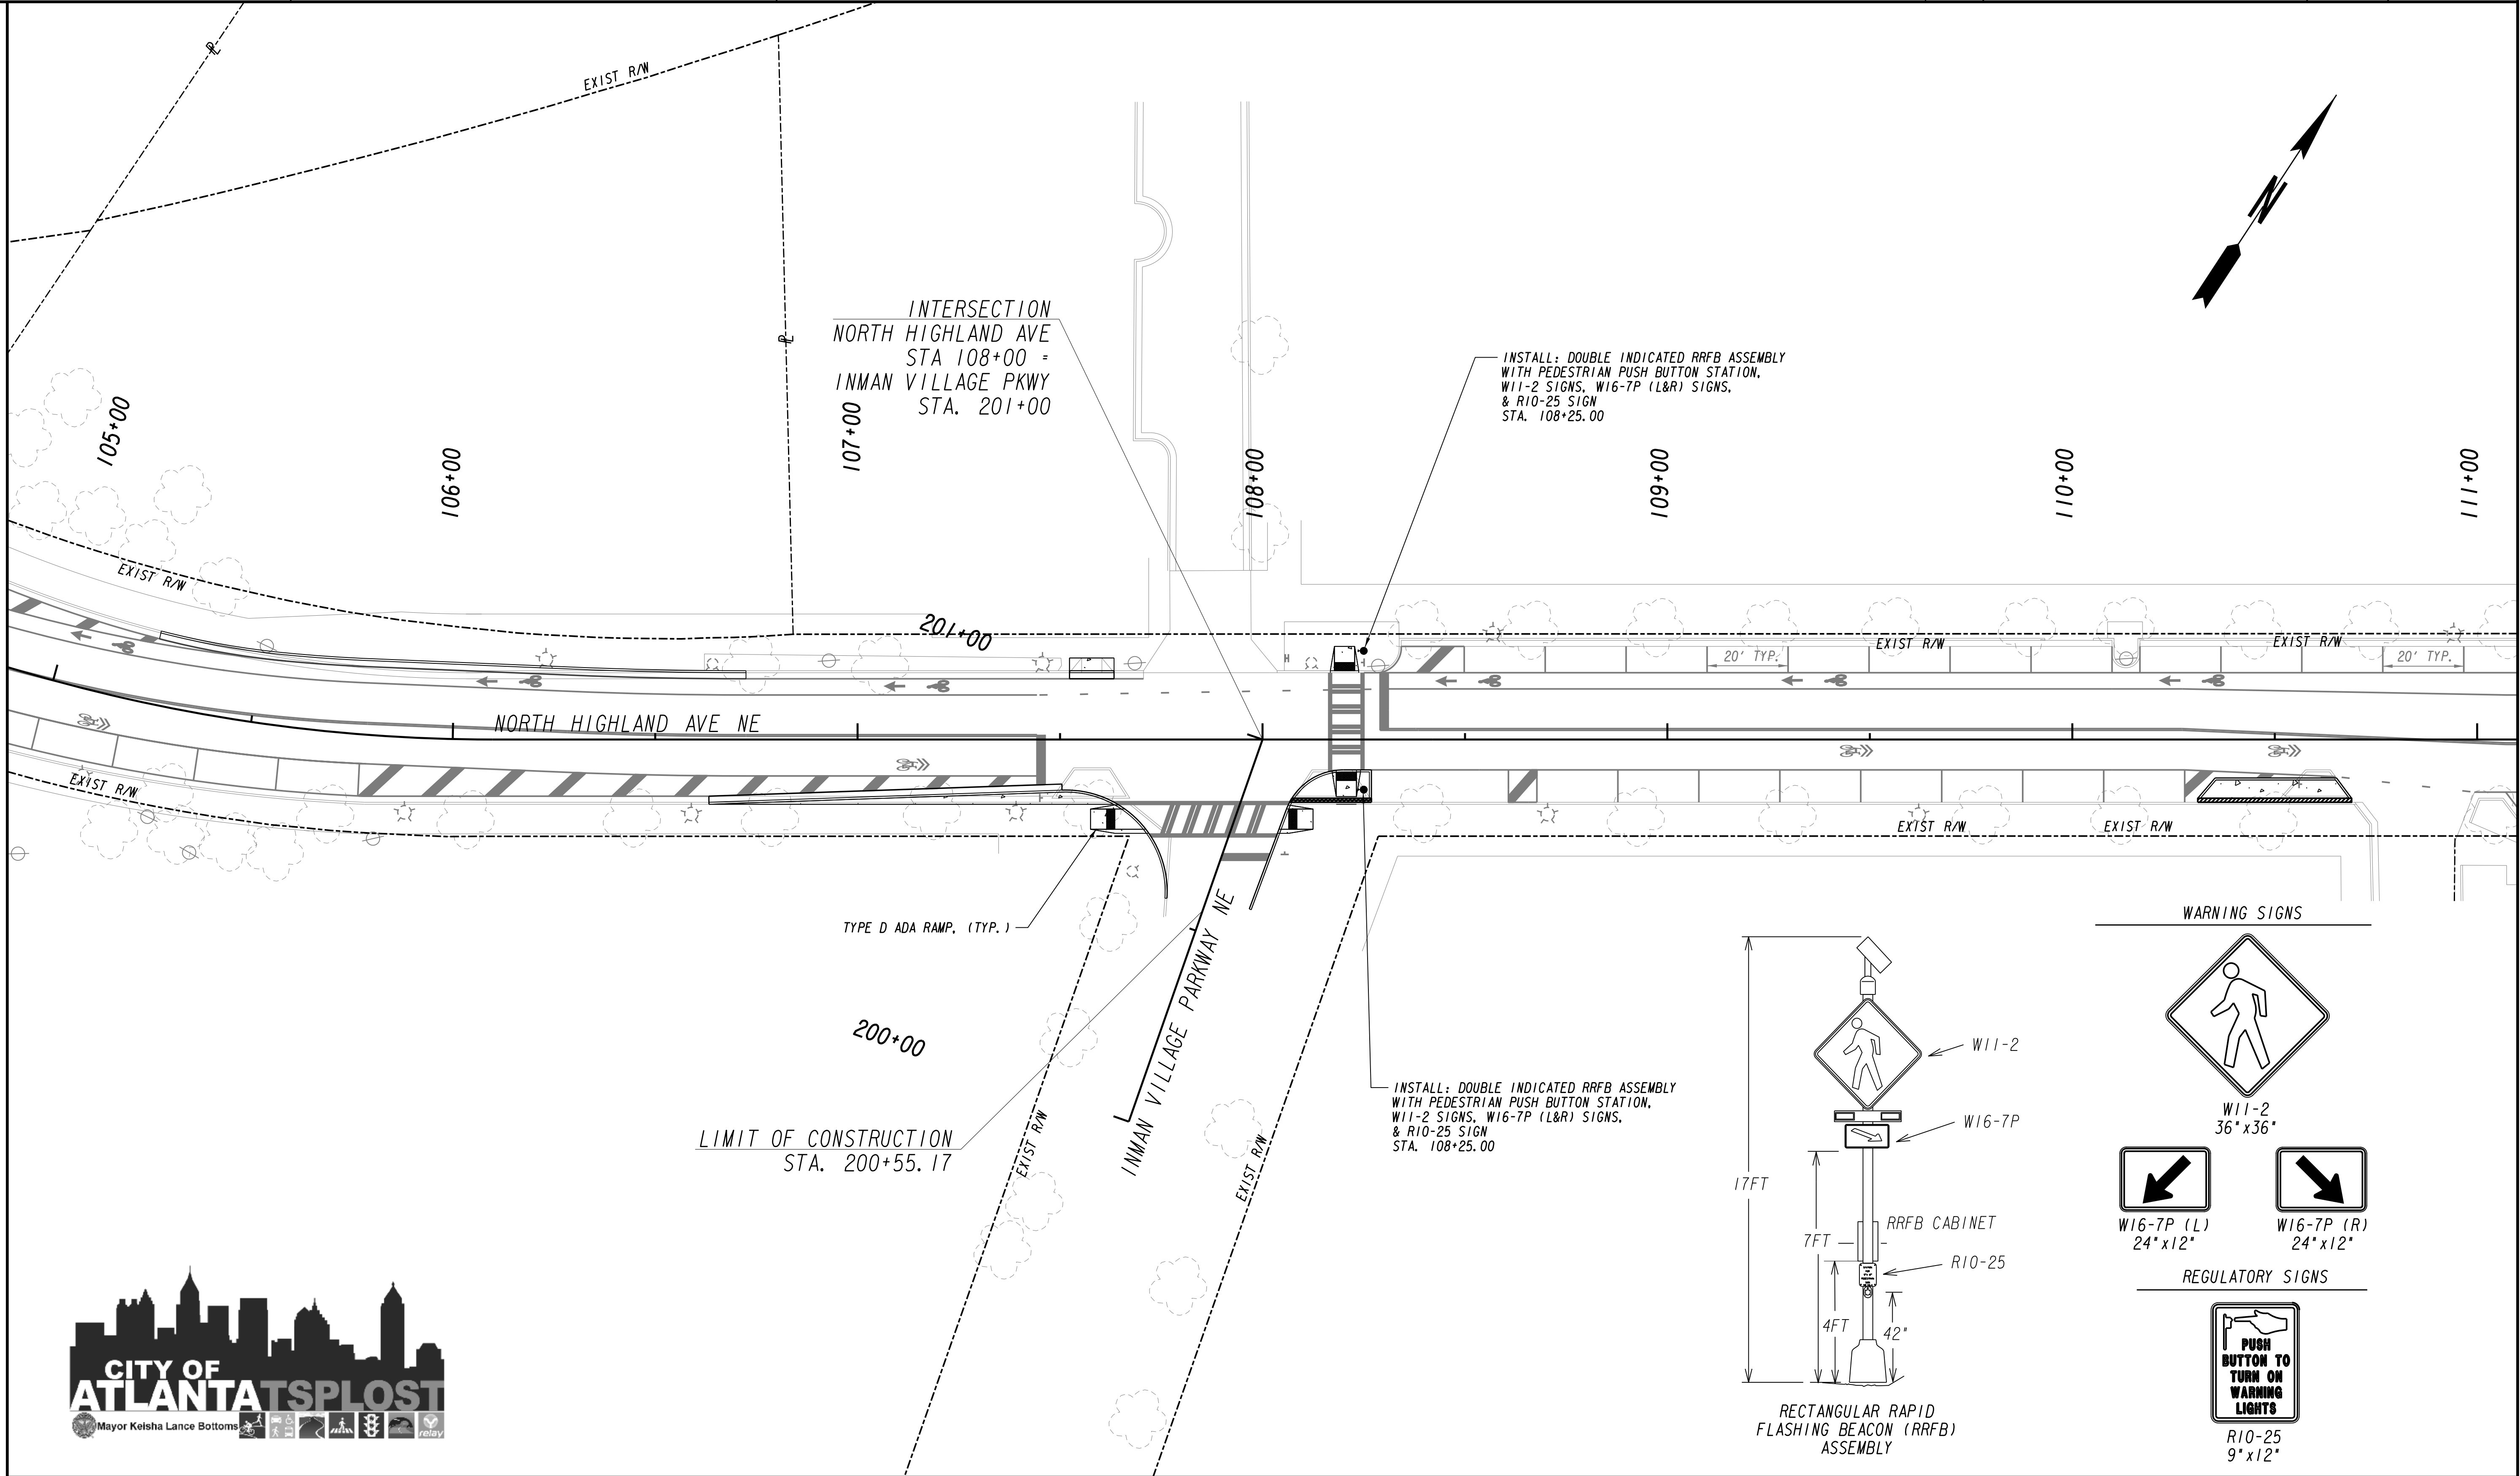 PL
EXIST R/W
INTERSECTION
NORTH HIGHLAND AVE
STA 108+00 =
INMAN VILLAGE PKWY
STA. 201+00
PL
N
INSTALL: DOUBLE INDICATED RRFB ASSEMBLY
WITH PEDESTRIAN PUSH BUTTON STATION,
W11-2 SIGNS, W16-7P (L&R) SIGNS,
& R10-25 SIGN
STA. 108+25.00
105+00
106+00
107+00
108+00
109+00
110+00
111+00
EXIST R/W
201+00
H
EXIST R/W
EXIST R/W
20' TYP.
20' TYP.
NORTH HIGHLAND AVE NE
EXIST R/W
EXIST R/W
EXIST R/W
TYPE D ADA RAMP, (TYP.)
200+00
INMAN VILLAGE PARKWAY NE
LIMIT OF CONSTRUCTION
STA. 200+55.17
EXIST R/W
EXIST R/W
INSTALL: DOUBLE INDICATED RRFB ASSEMBLY
WITH PEDESTRIAN PUSH BUTTON STATION,
W11-2 SIGNS, W16-7P (L&R) SIGNS,
& R10-25 SIGN
STA. 108+25.00
W11-2
W16-7P
17FT
7FT
RRFB CABINET
R10-25
4FT
42"
RECTANGULAR RAPID
FLASHING BEACON (RRFB)
ASSEMBLY
WARNING SIGNS
W11-2
36"x36"
W16-7P (L)
24"x12"
W16-7P (R)
24"x12"
REGULATORY SIGNS
PUSH
BUTTON TO
TURN ON
WARNING
LIGHTS
R10-25
9"x12"
CITY OF
ATLANTATSPLOST
Mayor Keisha Lance Bottoms
relay